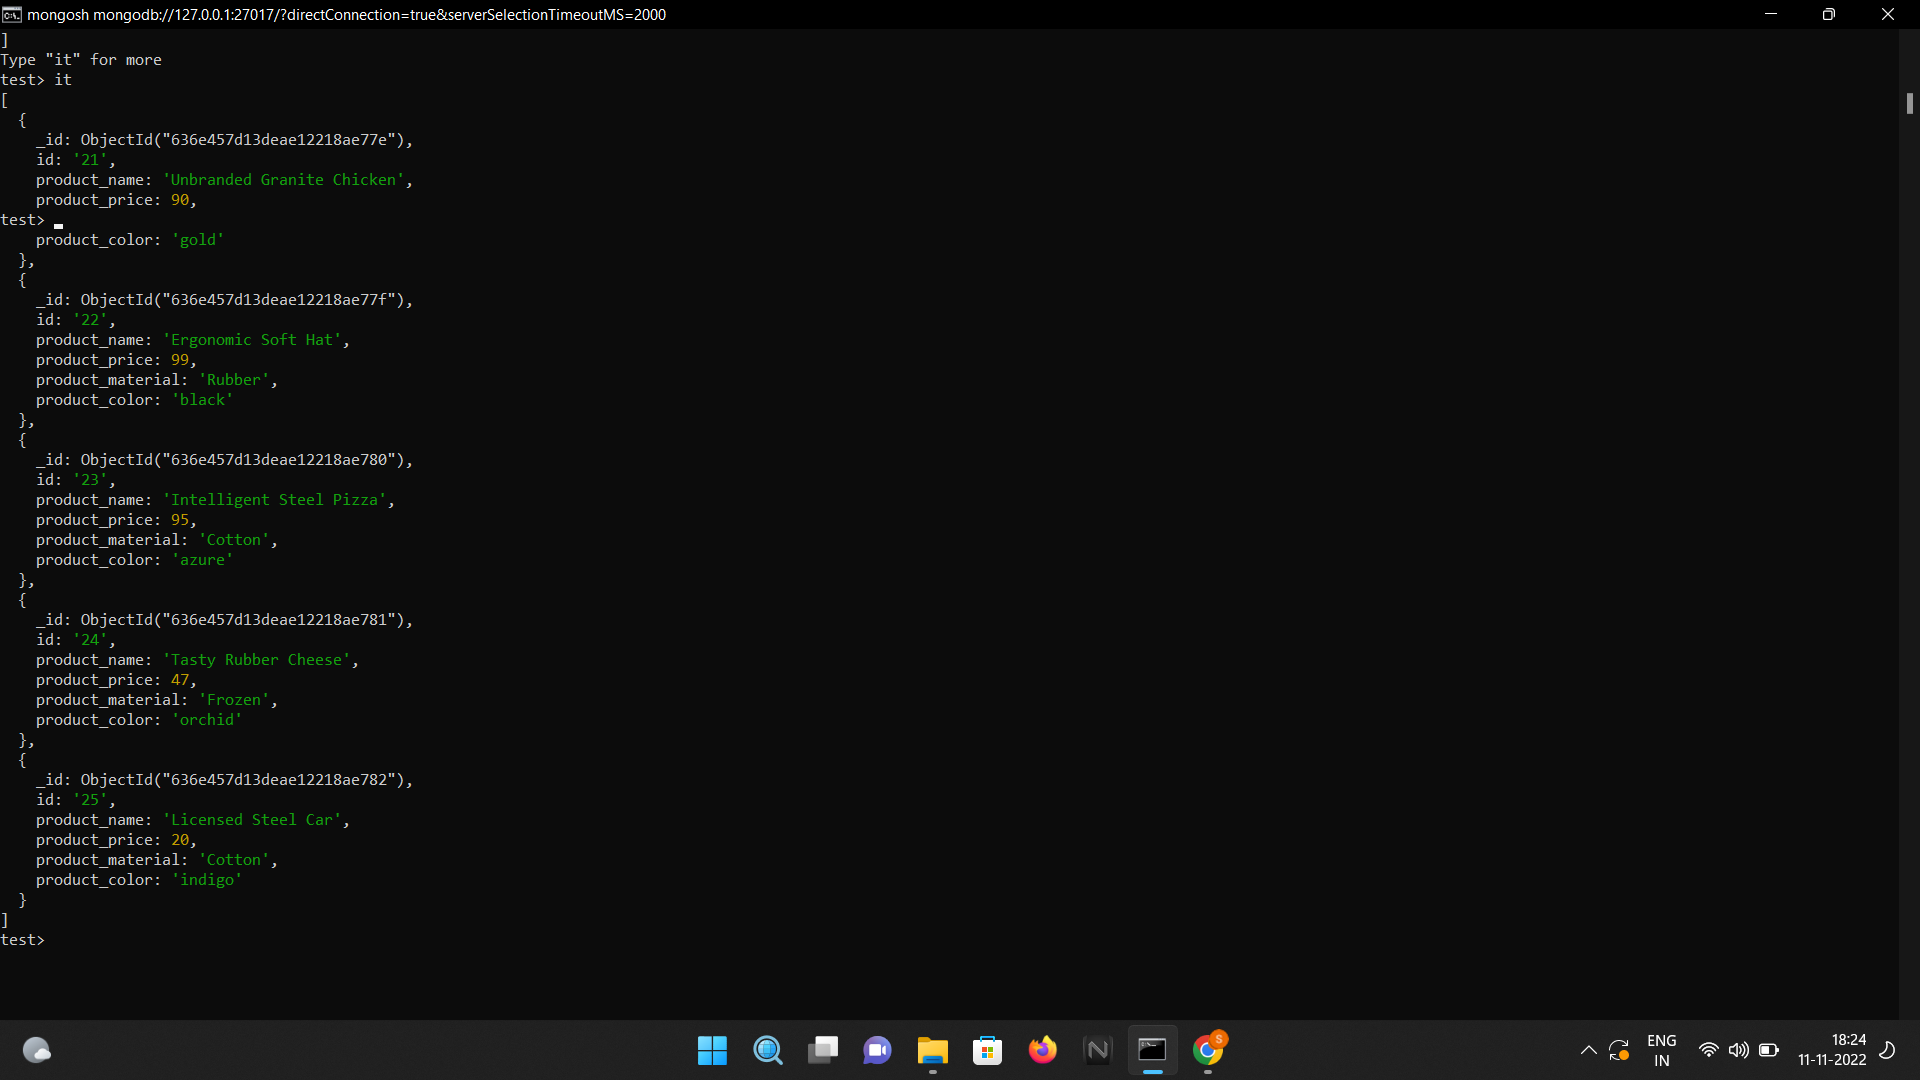 mongosh mongodb://127.0.0.1:27017/?directConnection=true&serverSelectionTimeoutMS=2000
]
Type "it" for more
test> it
[
  {
    _id: ObjectId("636e457d13deae12218ae77e"),
    id: '21',
    product_name: 'Unbranded Granite Chicken',
    product_price: 90,
test>
    product_color: 'gold'
  },
  {
    _id: ObjectId("636e457d13deae12218ae77f"),
    id: '22',
    product_name: 'Ergonomic Soft Hat',
    product_price: 99,
    product_material: 'Rubber',
    product_color: 'black'
  },
  {
    _id: ObjectId("636e457d13deae12218ae780"),
    id: '23',
    product_name: 'Intelligent Steel Pizza',
    product_price: 95,
    product_material: 'Cotton',
    product_color: 'azure'
  },
  {
    _id: ObjectId("636e457d13deae12218ae781"),
    id: '24',
    product_name: 'Tasty Rubber Cheese',
    product_price: 47,
    product_material: 'Frozen',
    product_color: 'orchid'
  },
  {
    _id: ObjectId("636e457d13deae12218ae782"),
    id: '25',
    product_name: 'Licensed Steel Car',
    product_price: 20,
    product_material: 'Cotton',
    product_color: 'indigo'
  }
]
test>
S
ENG
IN
18:24
11-11-2022